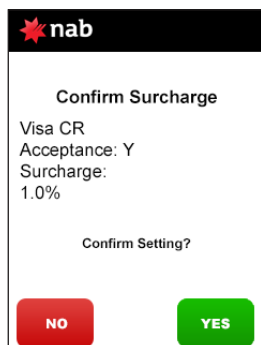 nab
Confirm Surcharge
Visa CR
Acceptance: Y
Surcharge:
1.0%
Confirm Setting?
NO YES